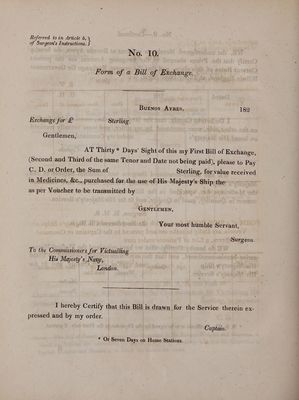 Referred to in Article 5. }
of Surgeon's Instructions. }
No. 10.
Form of a Bill of Exchange.
BUENOS AYRES. 182
Exchange for £ Sterling.
Gentlemen,
AT Thirty* Days' Sight of this my First Bill of Exchange,
(Second and Third of the same Tenor and Date not being paid), please to Pay
C. D. or Order, the Sum of Sterling, for value received
in Medicines, &c., purchased for the use of His Majesty's Ship the
as per Voucher to be transmitted by
GENTLEMEN,
Your most humble Servant,
Surgeon.
To the Commissioners for Victualling
His Majesty's Navy,
London.
I hereby Certify that this Bill is drawn for the Service therein ex-
pressed and by my order.
Captain.
* Or Seven Days on Home Stations.